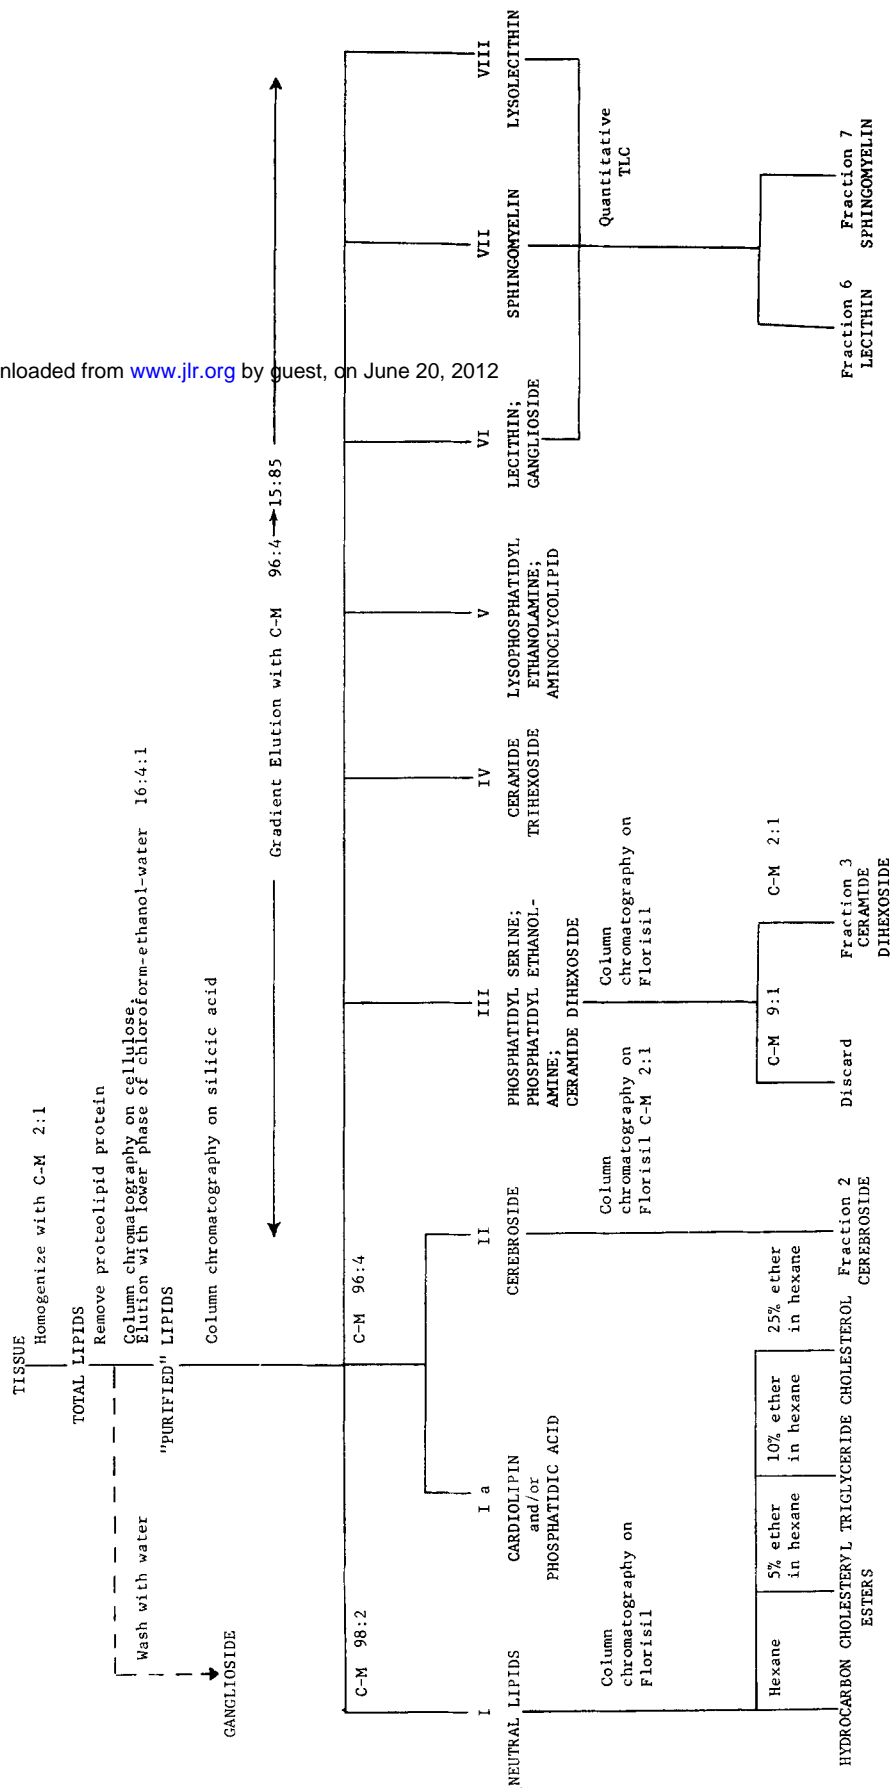 nloaded from www.jlr.org by guest, on June 20, 2012
TISSUE
Homogenize with C-M 2:1
TOTAL LIPIDS
Remove proteolipid protein
Column chromatography on cellulose.
Elution with lower phase of chloroform-ethanol-water 16:4:1
Wash with water
GANGLIOSIDE
"PURIFIED" LIPIDS
Column chromatography on silicic acid
Gradient Elution with C-M 96:4 → 15:85
C-M 98:2
C-M 96:4
I
NEUTRAL LIPIDS
I a
CARDIOLIPIN
and/or
PHOSPHATIDIC ACID
II
CEREBROSIDE
III
PHOSPHATIDYL SERINE;
PHOSPHATIDYL ETHANOL-
AMINE;
CERAMIDE DIHEXOSIDE
IV
CERAMIDE
TRIHEXOSIDE
V
LYSOPHOSPHATIDYL
ETHANOLAMINE;
AMINOGLYCOLIPID
VI
LECITHIN;
GANGLIOSIDE
VII
SPHINGOMYELIN
VIII
LYSOLECITHIN
Column
chromatography on
Florisil
Column
chromatography on
Florisil C-M 2:1
Column
chromatography on
Florisil
Quantitative
TLC
Hexane
5% ether
in hexane
10% ether
in hexane
25% ether
in hexane
C-M 9:1
C-M 2:1
HYDROCARBON CHOLESTERYL TRIGLYCERIDE CHOLESTEROL
ESTERS
Fraction 2
CEREBROSIDE
Discard
Fraction 3
CERAMIDE
DIHEXOSIDE
Fraction 6
LECITHIN
Fraction 7
SPHINGOMYELIN